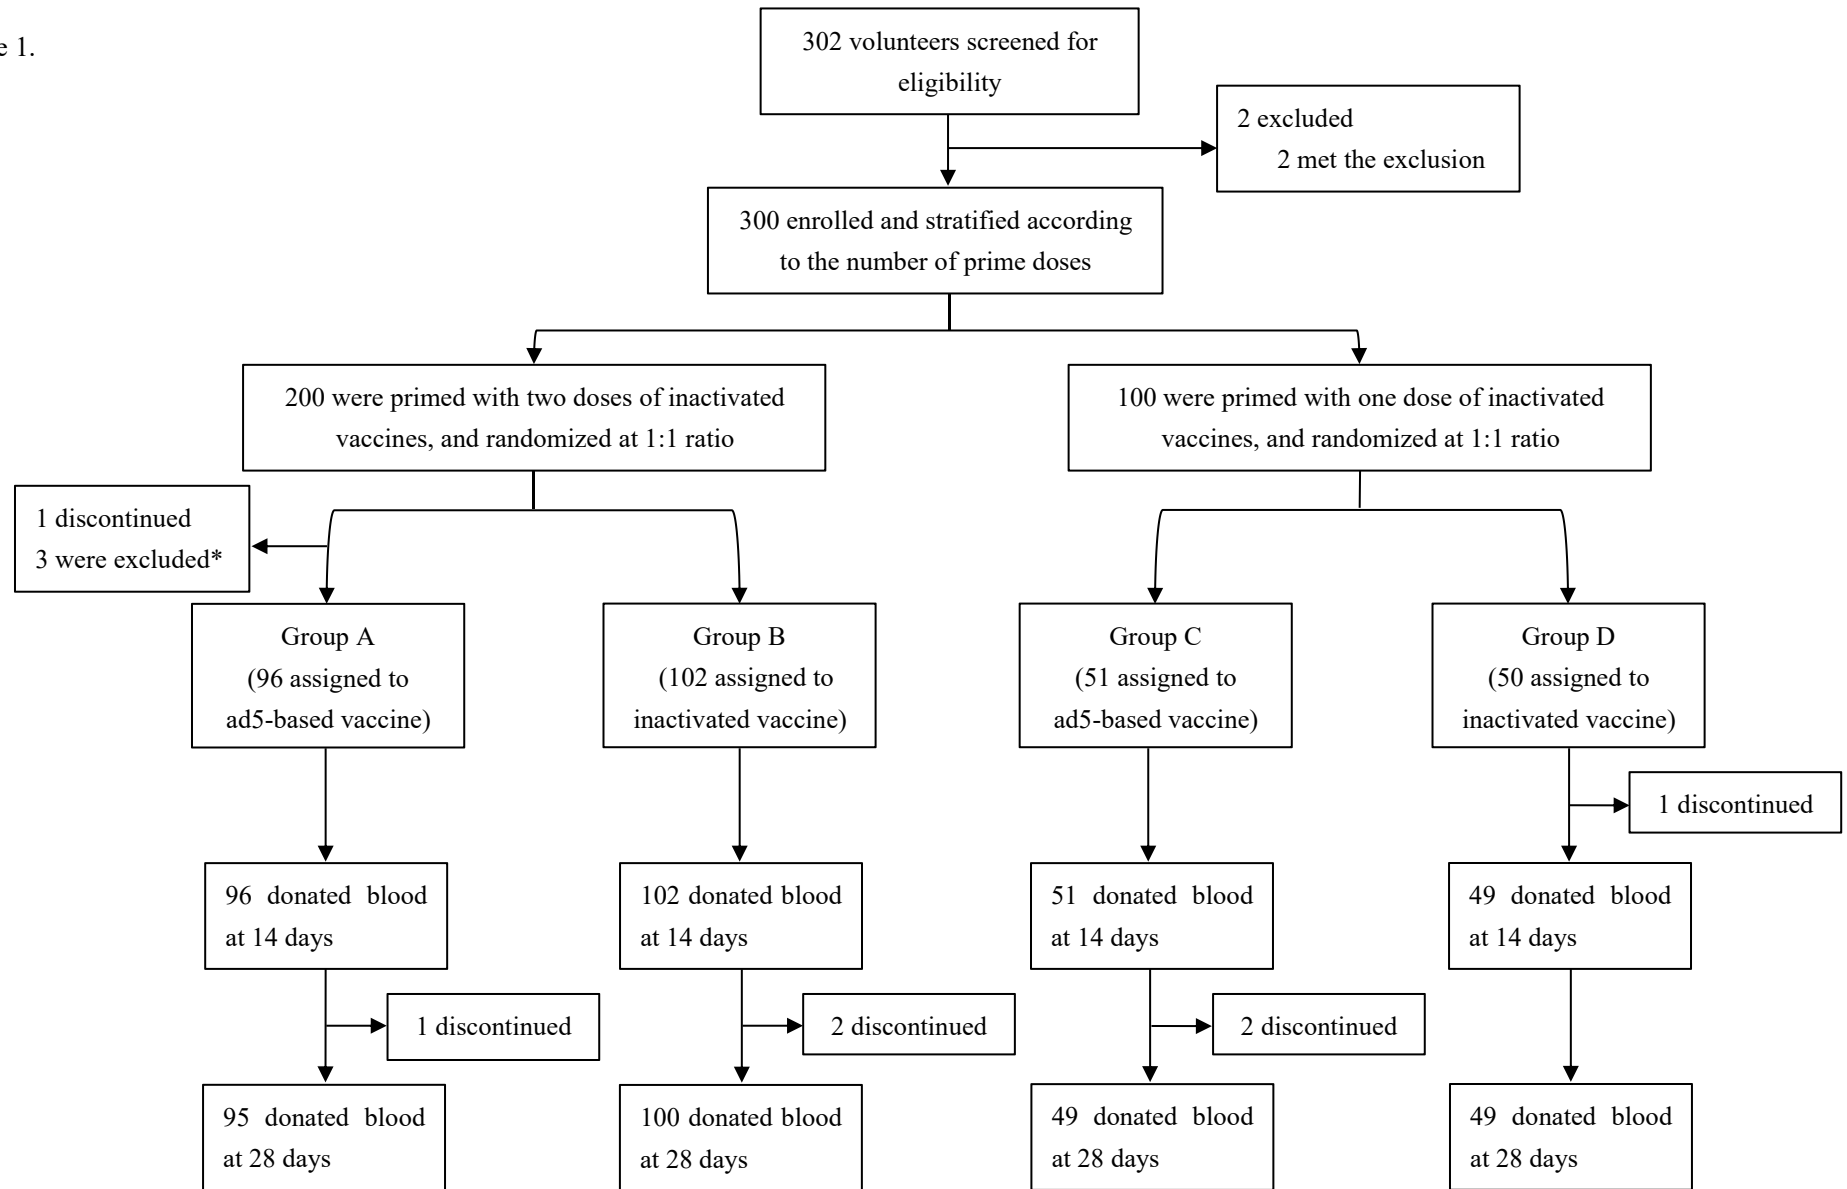 e 1.
302 volunteers screened for
eligibility
2 excluded
2 met the exclusion
300 enrolled and stratified according
to the number of prime doses
200 were primed with two doses of inactivated
vaccines, and randomized at 1:1 ratio
100 were primed with one dose of inactivated
vaccines, and randomized at 1:1 ratio
1 discontinued
3 were excluded*
Group A
(96 assigned to
ad5-based vaccine)
Group B
(102 assigned to
inactivated vaccine)
Group C
(51 assigned to
ad5-based vaccine)
Group D
(50 assigned to
inactivated vaccine)
1 discontinued
96 donated blood
at 14 days
102 donated blood
at 14 days
51 donated blood
at 14 days
49 donated blood
at 14 days
1 discontinued
2 discontinued
2 discontinued
95 donated blood
at 28 days
100 donated blood
at 28 days
49 donated blood
at 28 days
49 donated blood
at 28 days